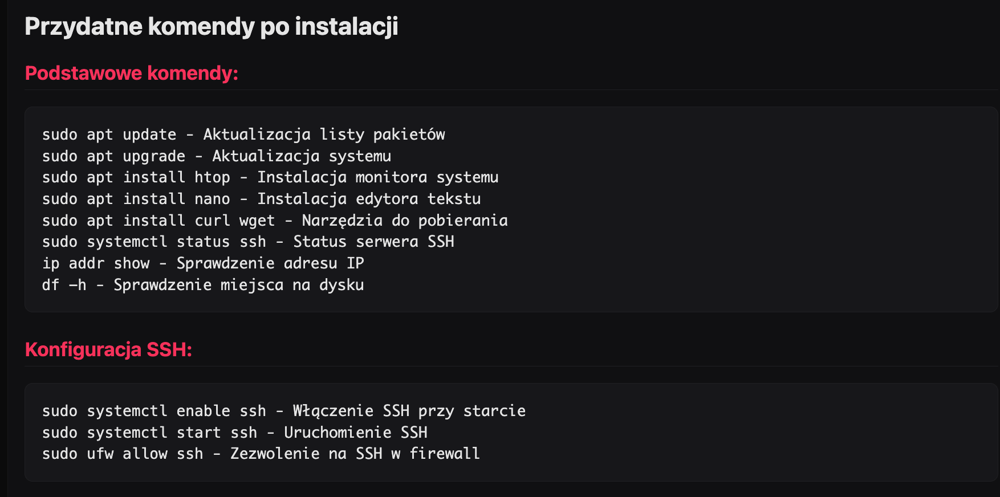 Przydatne komendy po instalacji
Podstawowe komendy:
sudo apt update - Aktualizacja listy pakietów
sudo apt upgrade - Aktualizacja systemu
sudo apt install htop - Instalacja monitora systemu
sudo apt install nano - Instalacja edytora tekstu
sudo apt install curl wget - Narzędzia do pobierania
sudo systemctl status ssh - Status serwera SSH
ip addr show - Sprawdzenie adresu IP
df –h - Sprawdzenie miejsca na dysku
Konfiguracja SSH:
sudo systemctl enable ssh - Włączenie SSH przy starcie
sudo systemctl start ssh - Uruchomienie SSH
sudo ufw allow ssh - Zezwolenie na SSH w firewall